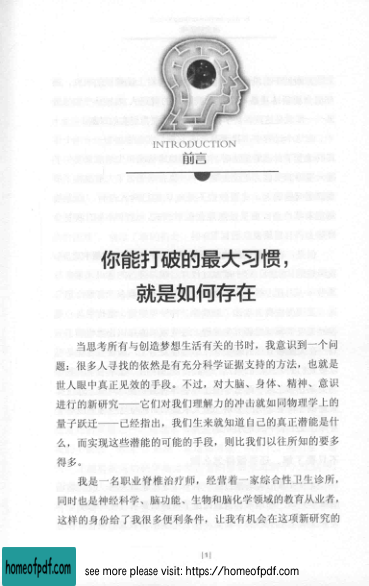 INTRODUCTION
前言
你能打破的最大习惯，
就是如何存在
当思考所有与创造梦想生活有关的书时，我意识到一个问
题：很多人寻找的依然是有充分科学证据支持的方法，也就是
世人眼中真正见效的手段。不过，对大脑、身体、精神、意识
进行的新研究——它们对我们理解力的冲击就如同物理学上的
量子跃迁——已经指出，我们生来就知道自己的真正潜能是什
么，而实现这些潜能的可能的手段，则比我们以往所知的要多
得多。
我是一名职业脊椎治疗师，经营着一家综合性卫生诊所，
同时也是神经科学、脑功能、生物和脑化学领域的教育从业者，
这样的身份给了我很多便利条件，让我有机会在这项新研究的
[5]
homeofpdf.com
see more please visit: https://homeofpdf.com